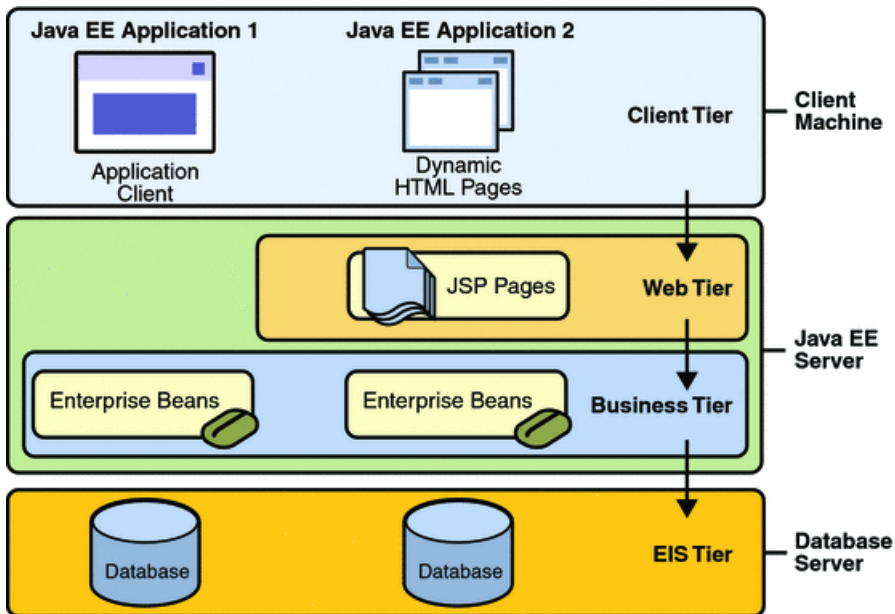 Java EE Application 1
Java EE Application 2
Application
Client
Dynamic
HTML Pages
Client Tier
Client
Machine
JSP Pages
Web Tier
Java EE
Server
Enterprise Beans
Enterprise Beans
Business Tier
Database
Database
EIS Tier
Database
Server